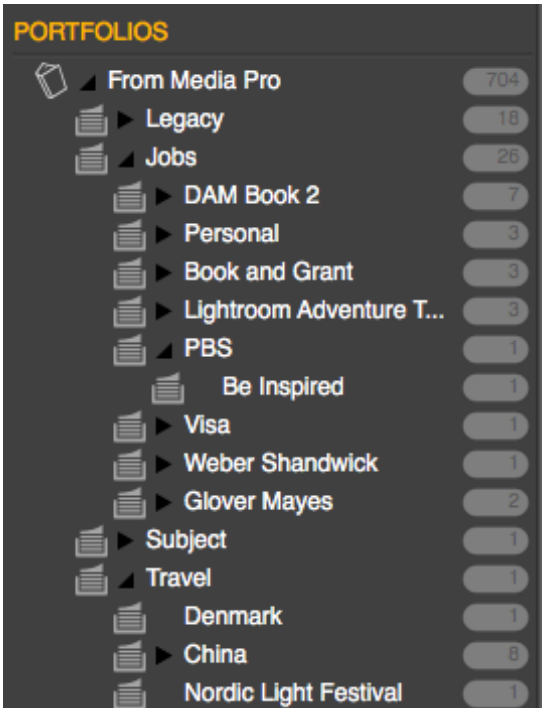 PORTFOLIOS
From Media Pro 704
Legacy 18
Jobs 26
DAM Book 2 7
Personal 3
Book and Grant 3
Lightroom Adventure T... 3
PBS 1
Be Inspired 1
Visa 1
Weber Shandwick 1
Glover Mayes 2
Subject 1
Travel 1
Denmark 1
China 8
Nordic Light Festival 1